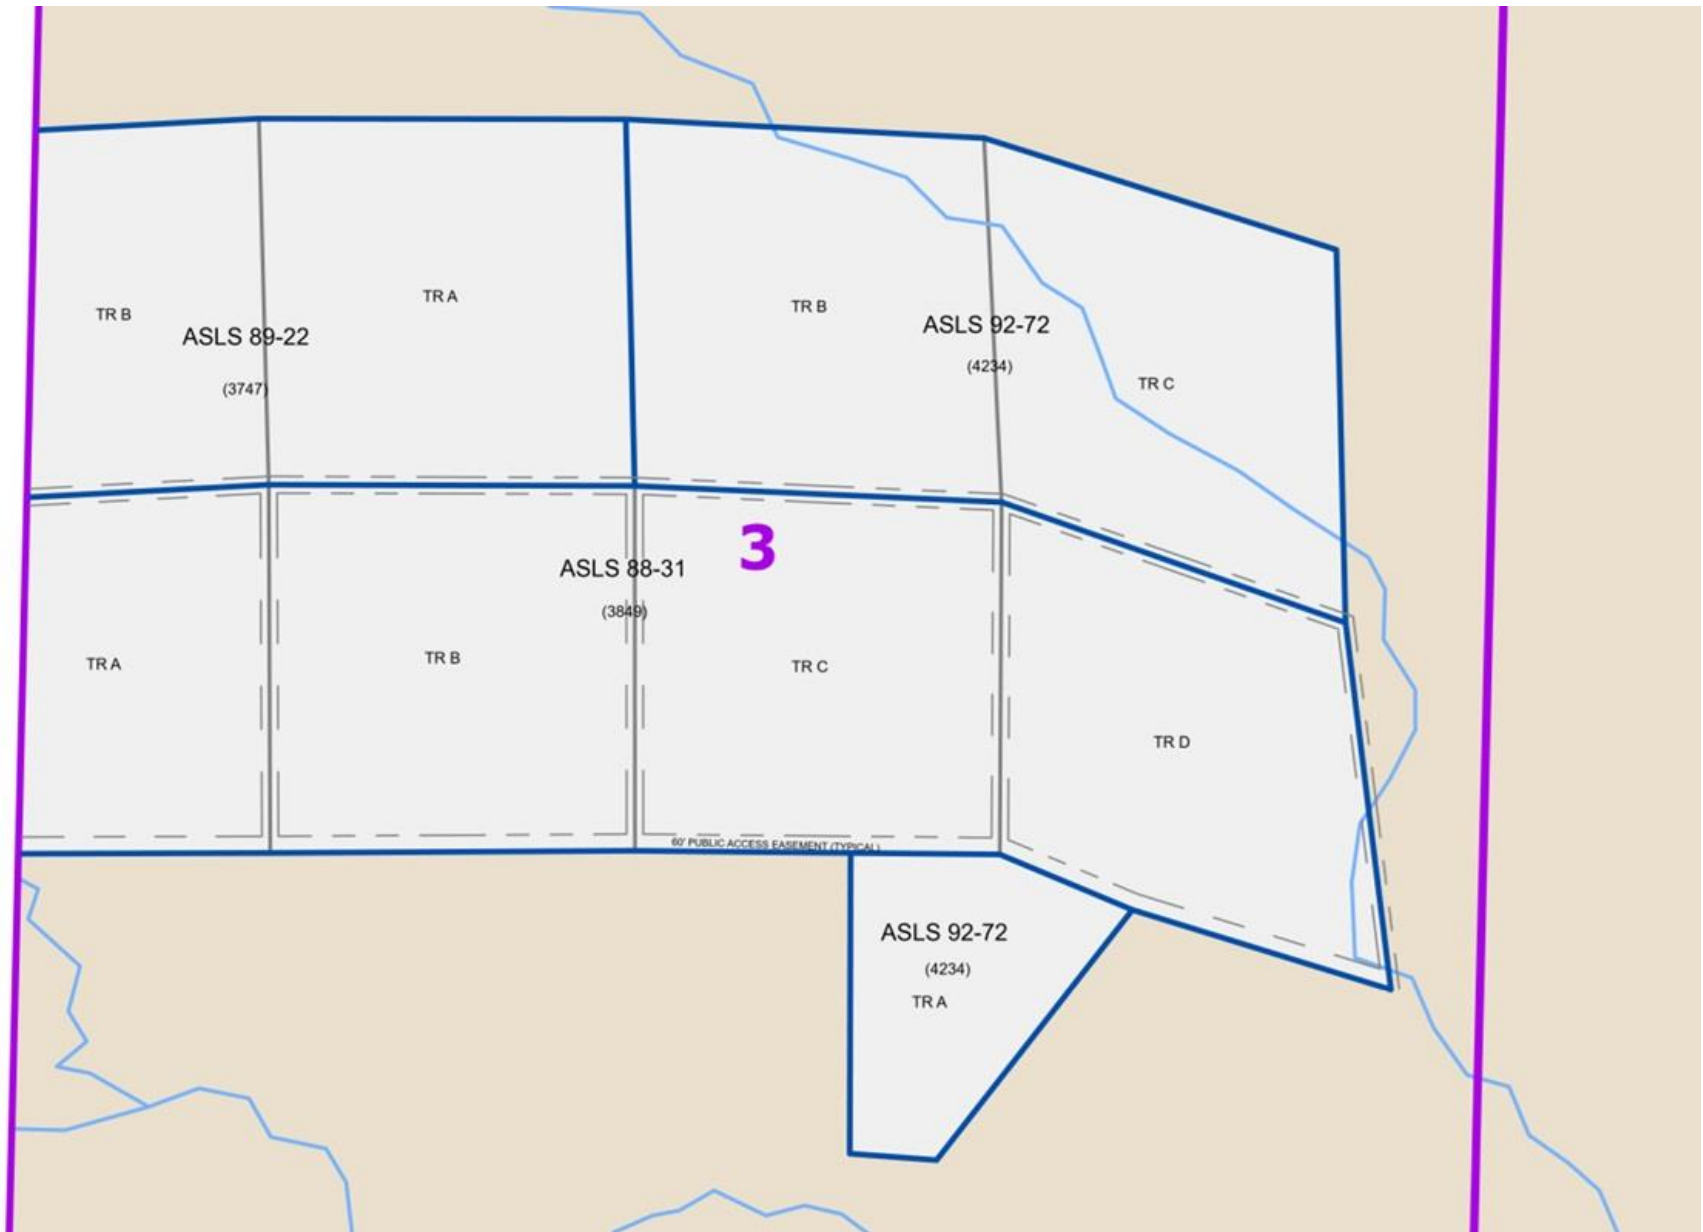 TR B
ASLS 89-22
(3747)
TR A
TR B
ASLS 92-72
(4234)
TR C
3
ASLS 88-31
(3849)
TR A
TR B
TR C
TR D
60' PUBLIC ACCESS EASEMENT (TYPICAL)
ASLS 92-72
(4234)
TR A